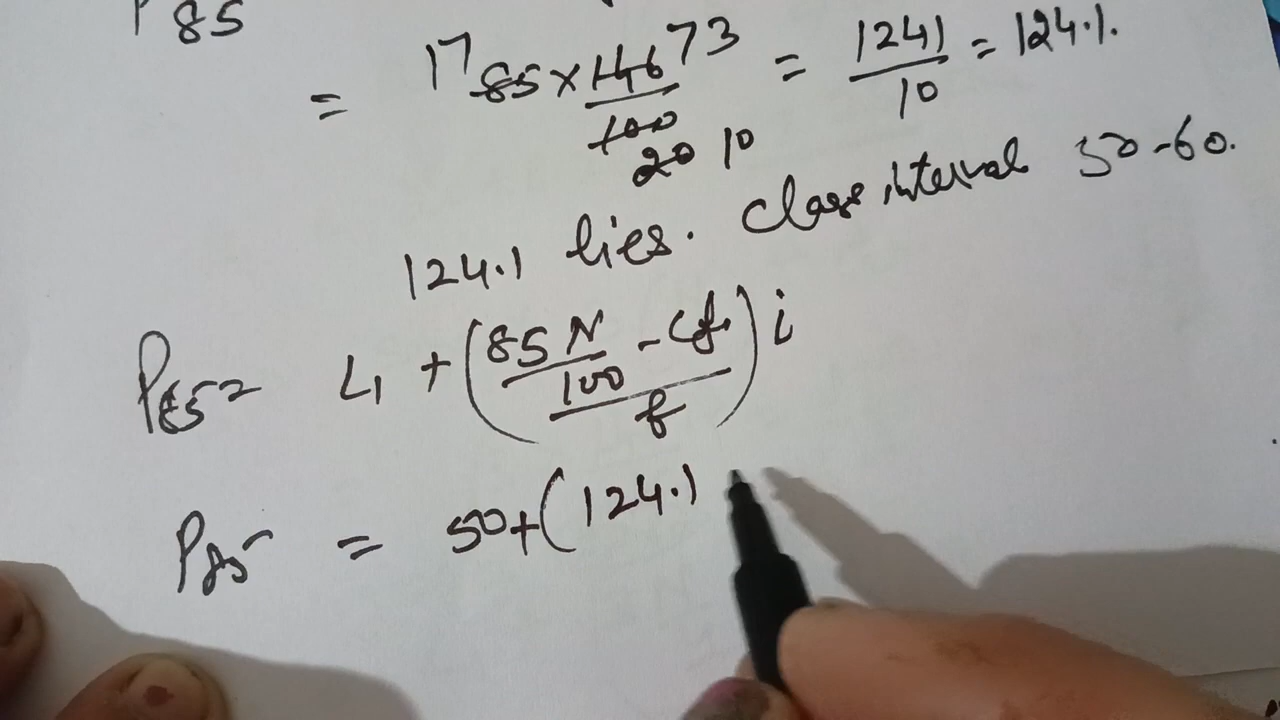 P 85
= 17 85 × 146 73 / 100 20 10 = 1241 / 10 = 124.1.
124.1 lies. Class interval 50-60.
P85 = L1 + (85N / 100 - Cf. / f) i
P85 = 50 + (124.1